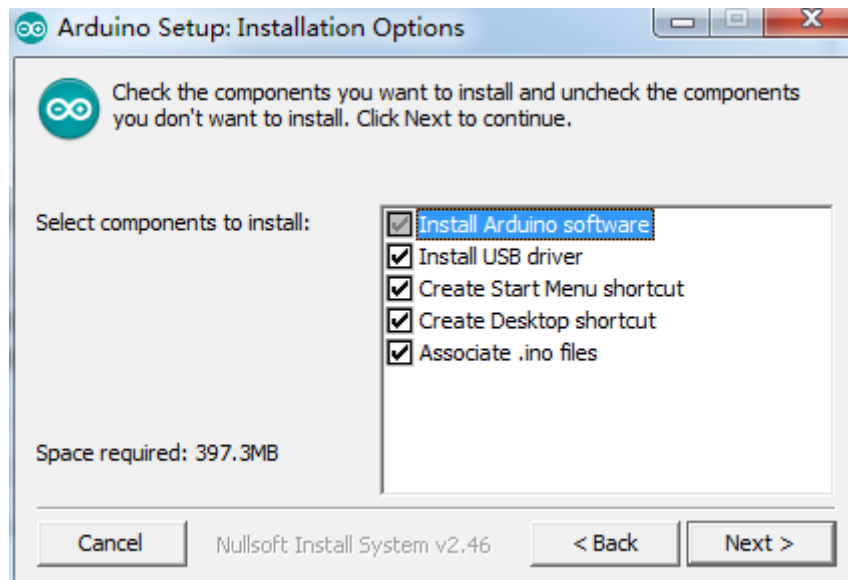 Arduino Setup: Installation Options
Check the components you want to install and uncheck the components
you don't want to install. Click Next to continue.
Select components to install:
Install Arduino software
Install USB driver
Create Start Menu shortcut
Create Desktop shortcut
Associate .ino files
Space required: 397.3MB
Cancel
Nullsoft Install System v2.46
< Back
Next >